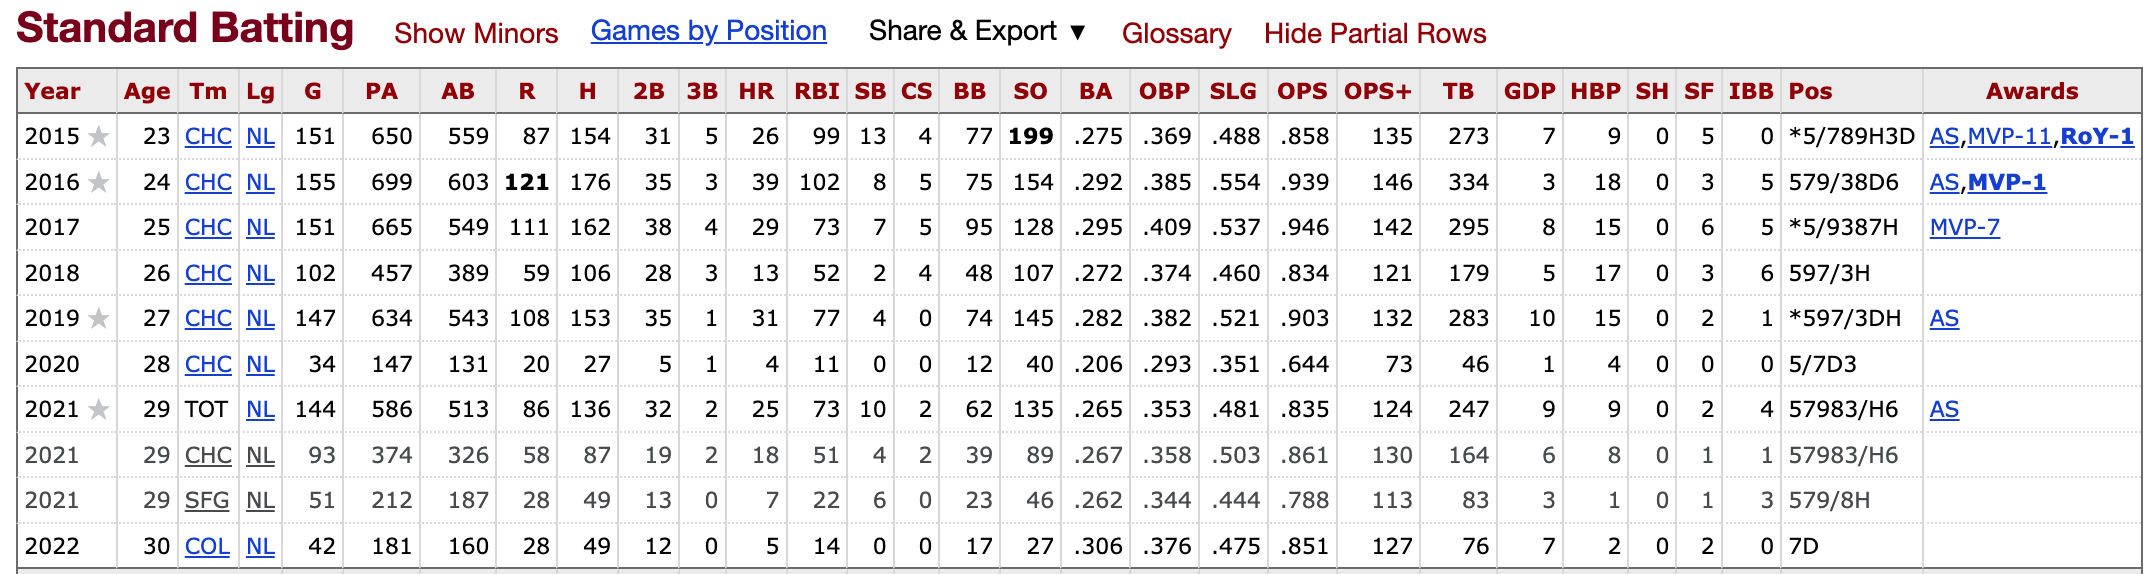 Standard Batting Show Minors Games by Position Share & Export ▼ Glossary Hide Partial Rows
Year Age Tm Lg G PA AB R H 2B 3B HR RBI SB CS BB SO BA OBP SLG OPS OPS+ TB GDP HBP SH SF IBB Pos Awards
2015 ★ 23 CHC NL 151 650 559 87 154 31 5 26 99 13 4 77 199 .275 .369 .488 .858 135 273 7 9 0 5 0 *5/789H3D AS,MVP-11,RoY-1
2016 ★ 24 CHC NL 155 699 603 121 176 35 3 39 102 8 5 75 154 .292 .385 .554 .939 146 334 3 18 0 3 5 579/38D6 AS,MVP-1
2017 25 CHC NL 151 665 549 111 162 38 4 29 73 7 5 95 128 .295 .409 .537 .946 142 295 8 15 0 6 5 *5/9387H MVP-7
2018 26 CHC NL 102 457 389 59 106 28 3 13 52 2 4 48 107 .272 .374 .460 .834 121 179 5 17 0 3 6 597/3H
2019 ★ 27 CHC NL 147 634 543 108 153 35 1 31 77 4 0 74 145 .282 .382 .521 .903 132 283 10 15 0 2 1 *597/3DH AS
2020 28 CHC NL 34 147 131 20 27 5 1 4 11 0 0 12 40 .206 .293 .351 .644 73 46 1 4 0 0 0 5/7D3
2021 ★ 29 TOT NL 144 586 513 86 136 32 2 25 73 10 2 62 135 .265 .353 .481 .835 124 247 9 9 0 2 4 57983/H6 AS
2021 29 CHC NL 93 374 326 58 87 19 2 18 51 4 2 39 89 .267 .358 .503 .861 130 164 6 8 0 1 1 57983/H6
2021 29 SFG NL 51 212 187 28 49 13 0 7 22 6 0 23 46 .262 .344 .444 .788 113 83 3 1 0 1 3 579/8H
2022 30 COL NL 42 181 160 28 49 12 0 5 14 0 0 17 27 .306 .376 .475 .851 127 76 7 2 0 2 0 7D